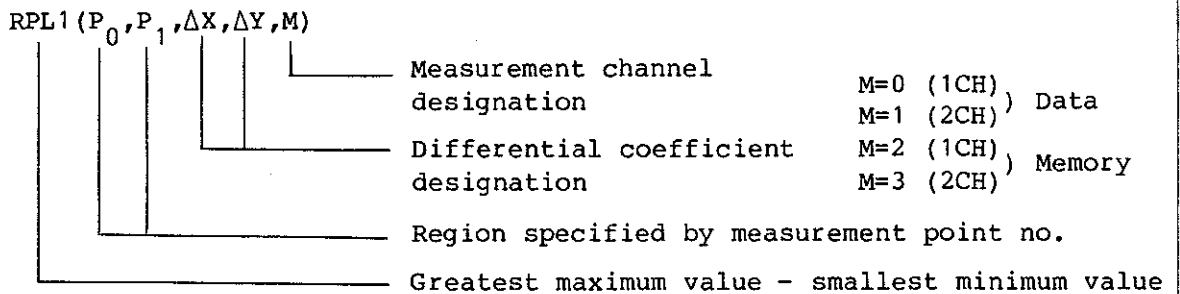 RPL1(P0,P1,ΔX,ΔY,M)
Measurement channel
designation
M=0 (1CH)
M=1 (2CH)
) Data
Differential coefficient
designation
M=2 (1CH)
M=3 (2CH)
) Memory
Region specified by measurement point no.
Greatest maximum value - smallest minimum value